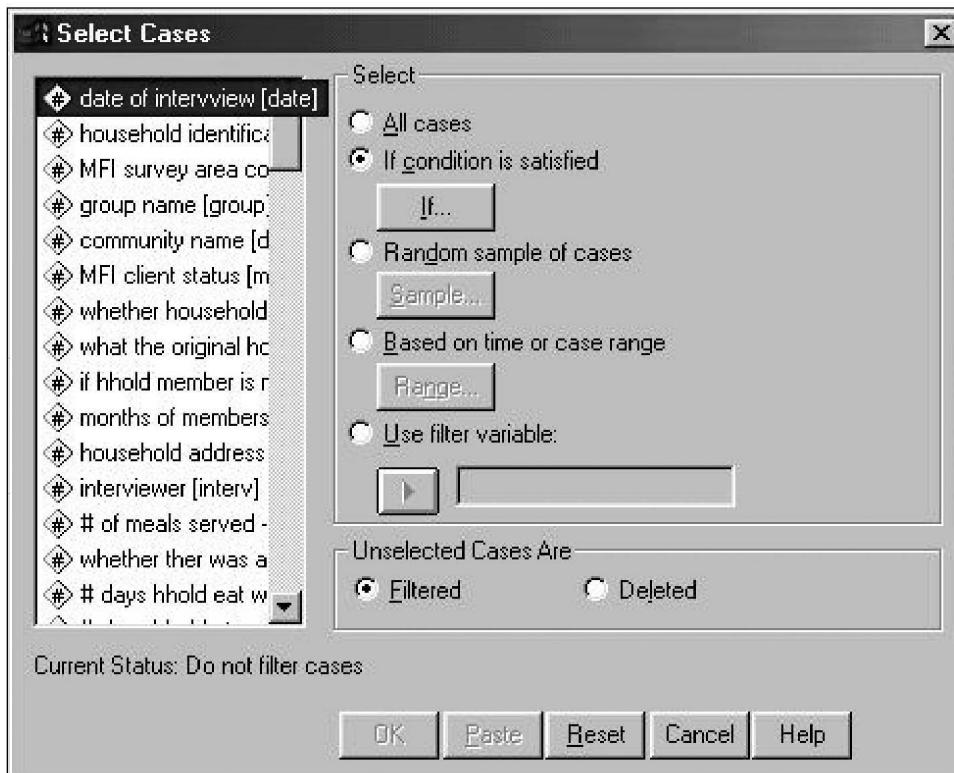 Select Cases
date of intervview [date]
household identifica
MFI survey area co
group name [group]
community name [d
MFI client status [m
whether household
what the original ho
if hhold member is r
months of members
household address
interviewer [interv]
# of meals served -
whether ther was a
# days hhold eat w
Select
All cases
If condition is satisfied
If...
Random sample of cases
Sample...
Based on time or case range
Range...
Use filter variable:
Unselected Cases Are
Filtered
Deleted
Current Status: Do not filter cases
OK
Paste
Reset
Cancel
Help